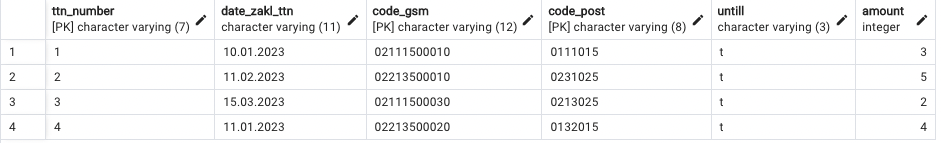 ttn_number date_zakl_ttn code_gsm code_post untill amount
[PK] character varying (7) character varying (11) [PK] character varying (12) [PK] character varying (8) character varying (3) integer
1 1 10.01.2023 02111500010 0111015 t 3
2 2 11.02.2023 02213500010 0231025 t 5
3 3 15.03.2023 02111500030 0213025 t 2
4 4 11.01.2023 02213500020 0132015 t 4